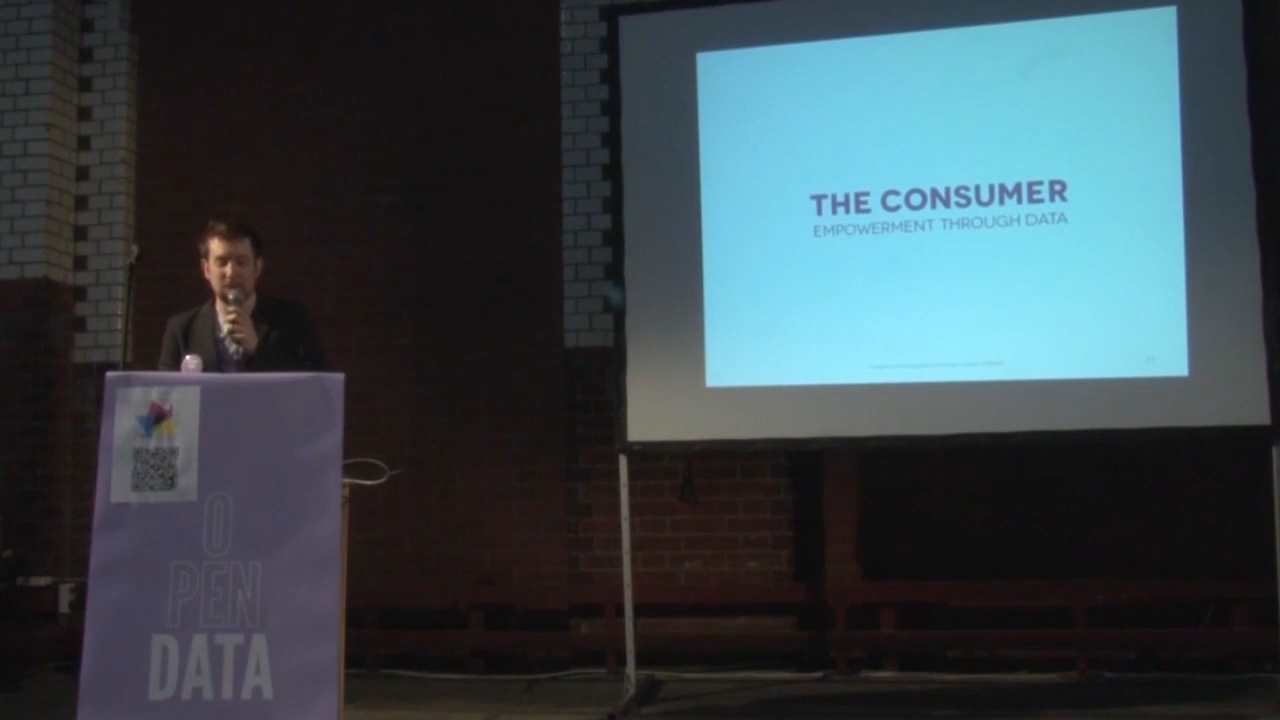 THE CONSUMER
EMPOWERMENT THROUGH DATA
O
PEN
DATA